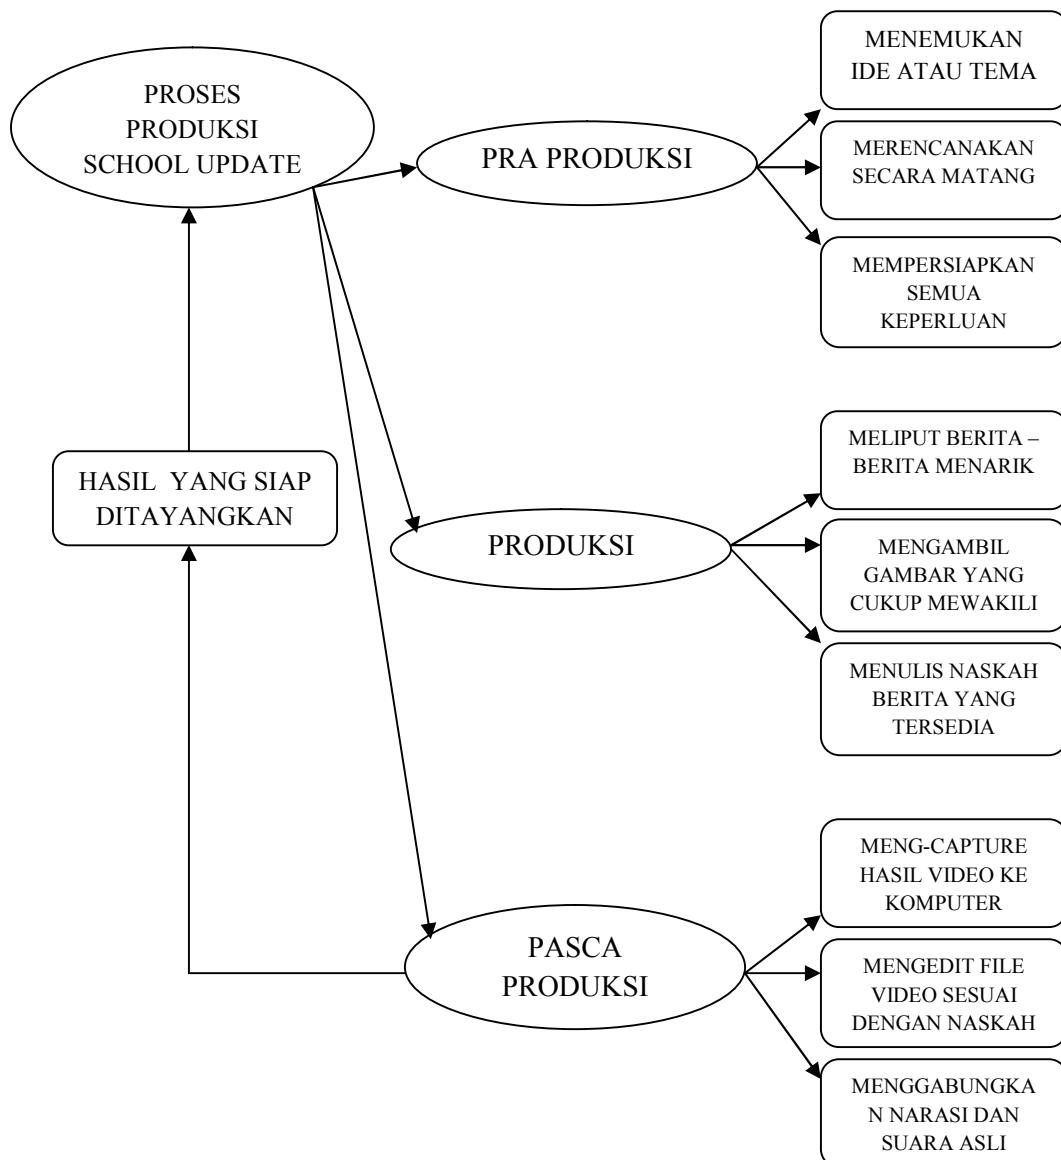 PROSES
PRODUKSI
SCHOOL UPDATE
PRA PRODUKSI
MENEMUKAN
IDE ATAU TEMA
MERENCANAKAN
SECARA MATANG
MEMPERSIAPKAN
SEMUA
KEPERLUAN
HASIL YANG SIAP
DITAYANGKAN
PRODUKSI
MELIPUT BERITA –
BERITA MENARIK
MENGAMBIL
GAMBAR YANG
CUKUP MEWAKILI
MENULIS NASKAH
BERITA YANG
TERSEDIA
PASCA
PRODUKSI
MENG-CAPTURE
HASIL VIDEO KE
KOMPUTER
MENGEDIT FILE
VIDEO SESUAI
DENGAN NASKAH
MENGGABUNGKA
N NARASI DAN
SUARA ASLI